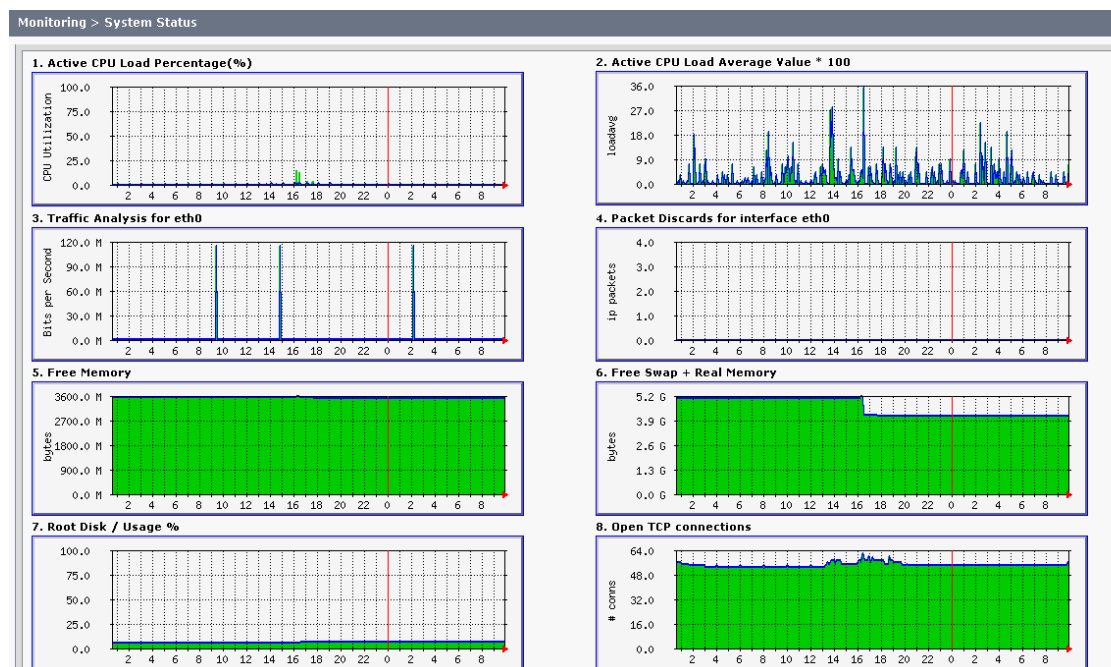 Monitoring > System Status
1. Active CPU Load Percentage(%)
CPU Utilization
100.0
75.0
50.0
25.0
0.0
2 4 6 8 10 12 14 16 18 20 22 0 2 4 6 8
2. Active CPU Load Average Value * 100
loadavg
36.0
27.0
18.0
9.0
0.0
2 4 6 8 10 12 14 16 18 20 22 0 2 4 6 8
3. Traffic Analysis for eth0
Bits per Second
120.0 M
90.0 M
60.0 M
30.0 M
0.0 M
2 4 6 8 10 12 14 16 18 20 22 0 2 4 6 8
4. Packet Discards for interface eth0
ip packets
4.0
3.0
2.0
1.0
0.0
2 4 6 8 10 12 14 16 18 20 22 0 2 4 6 8
5. Free Memory
bytes
3600.0 M
2700.0 M
1800.0 M
900.0 M
0.0 M
2 4 6 8 10 12 14 16 18 20 22 0 2 4 6 8
6. Free Swap + Real Memory
bytes
5.2 G
3.9 G
2.6 G
1.3 G
0.0 G
2 4 6 8 10 12 14 16 18 20 22 0 2 4 6 8
7. Root Disk / Usage %
100.0
75.0
50.0
25.0
0.0
2 4 6 8 10 12 14 16 18 20 22 0 2 4 6 8
8. Open TCP connections
# conns
64.0
48.0
32.0
16.0
0.0
2 4 6 8 10 12 14 16 18 20 22 0 2 4 6 8